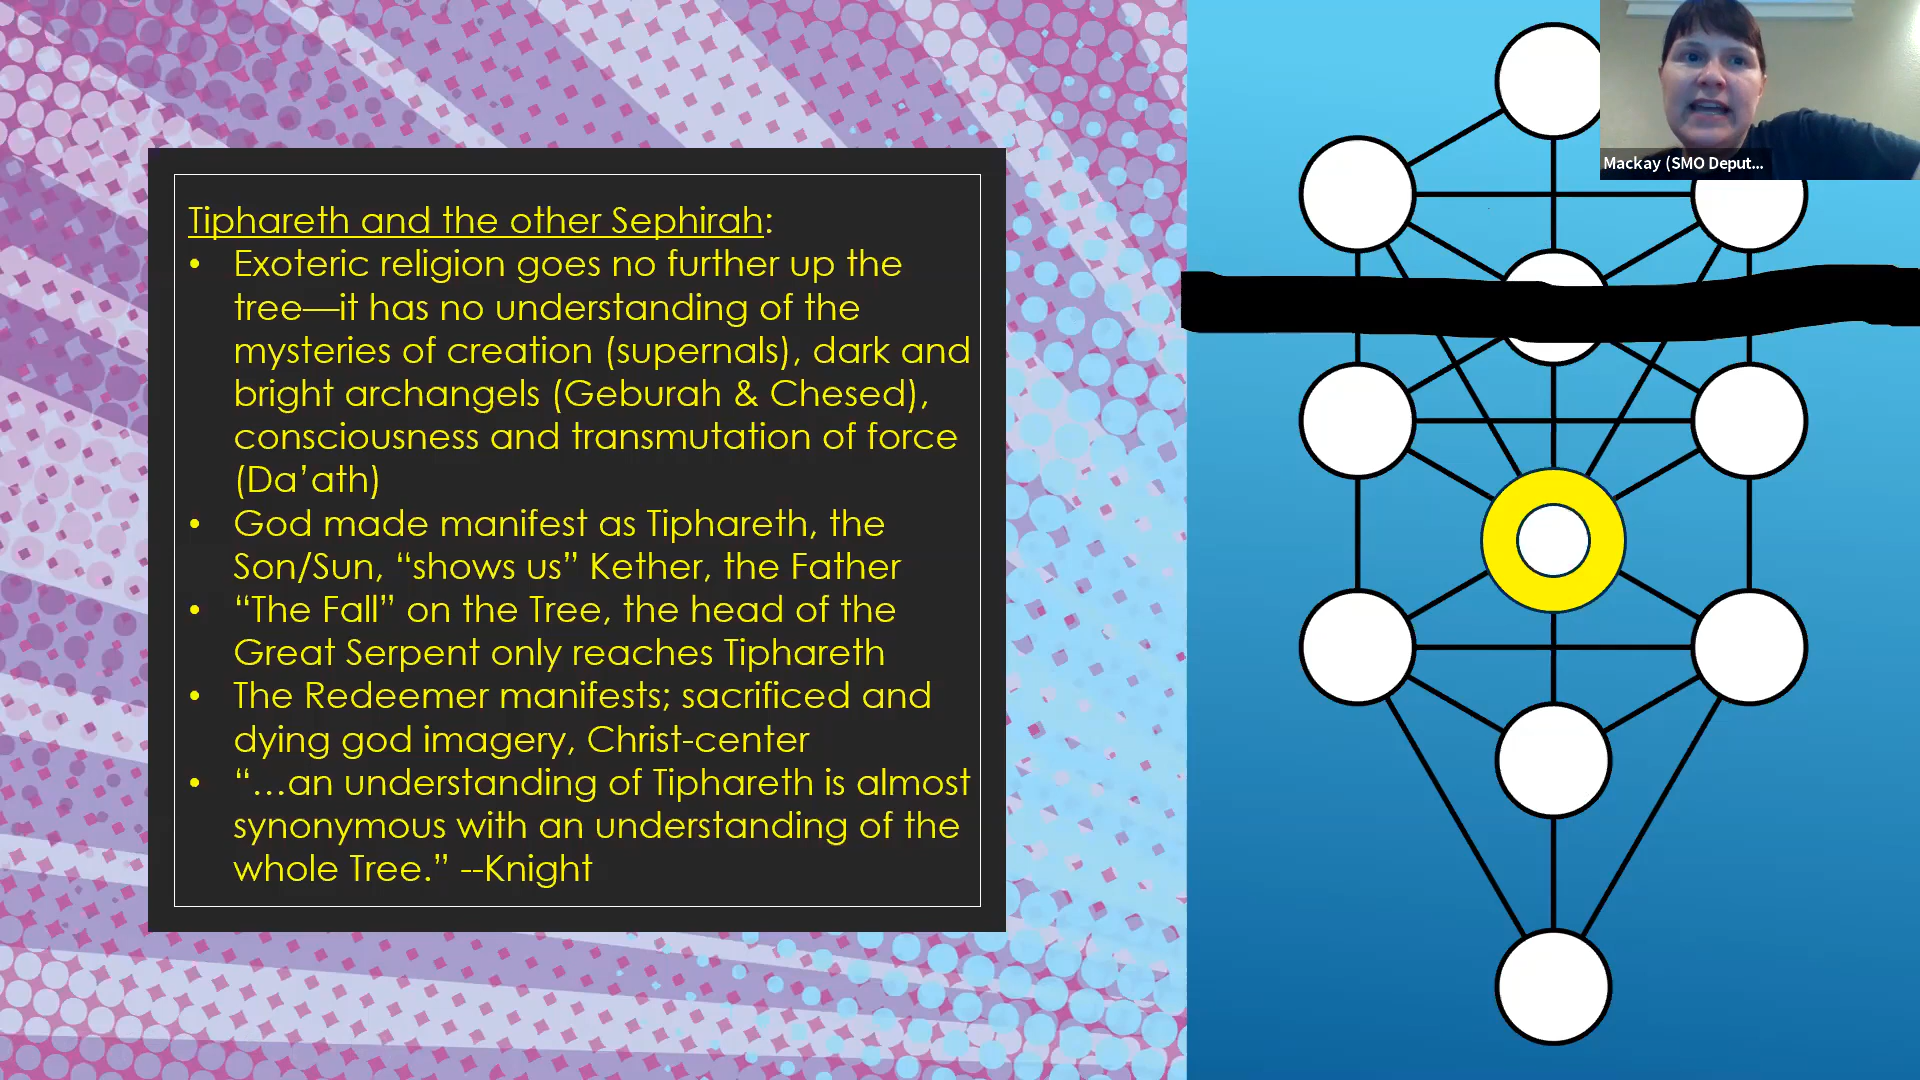 Mackay (SMO Deput...
Tiphareth and the other Sephirah:
• Exoteric religion goes no further up the
tree—it has no understanding of the
mysteries of creation (supernals), dark and
bright archangels (Geburah & Chesed),
consciousness and transmutation of force
(Da’ath)
• God made manifest as Tiphareth, the
Son/Sun, “shows us” Kether, the Father
• “The Fall” on the Tree, the head of the
Great Serpent only reaches Tiphareth
• The Redeemer manifests; sacrificed and
dying god imagery, Christ-center
• “…an understanding of Tiphareth is almost
synonymous with an understanding of the
whole Tree.” --Knight